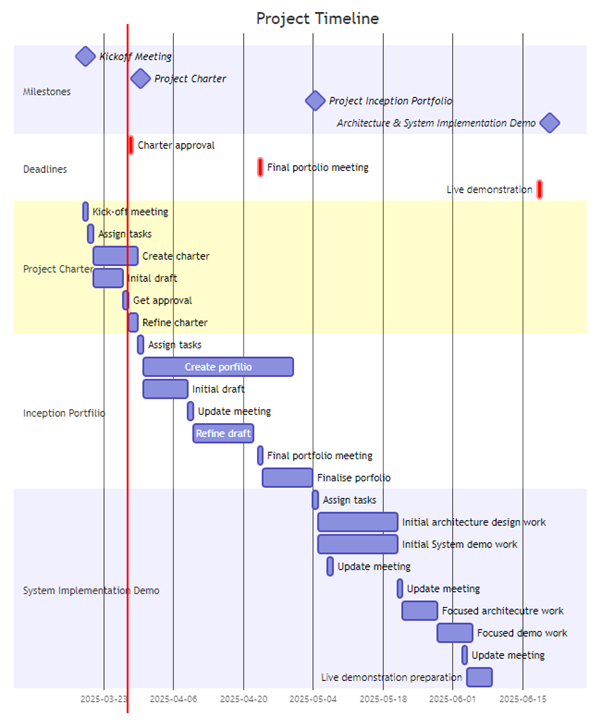 Project Timeline
Milestones
Kickoff Meeting
Project Charter
Project Inception Portfolio
Architecture & System Implementation Demo
Deadlines
Charter approval
Final portolio meeting
Live demonstration
Project Charter
Kick-off meeting
Assign tasks
Create charter
Inital draft
Get approval
Refine charter
Inception Portfilio
Assign tasks
Create porfilio
Initial draft
Update meeting
Refine draft
Final portfolio meeting
Finalise porfolio
System Implementation Demo
Assign tasks
Initial architecture design work
Initial System demo work
Update meeting
Update meeting
Focused architecutre work
Focused demo work
Update meeting
Live demonstration preparation
2025-03-23 2025-04-06 2025-04-20 2025-05-04 2025-05-18 2025-06-01 2025-06-15